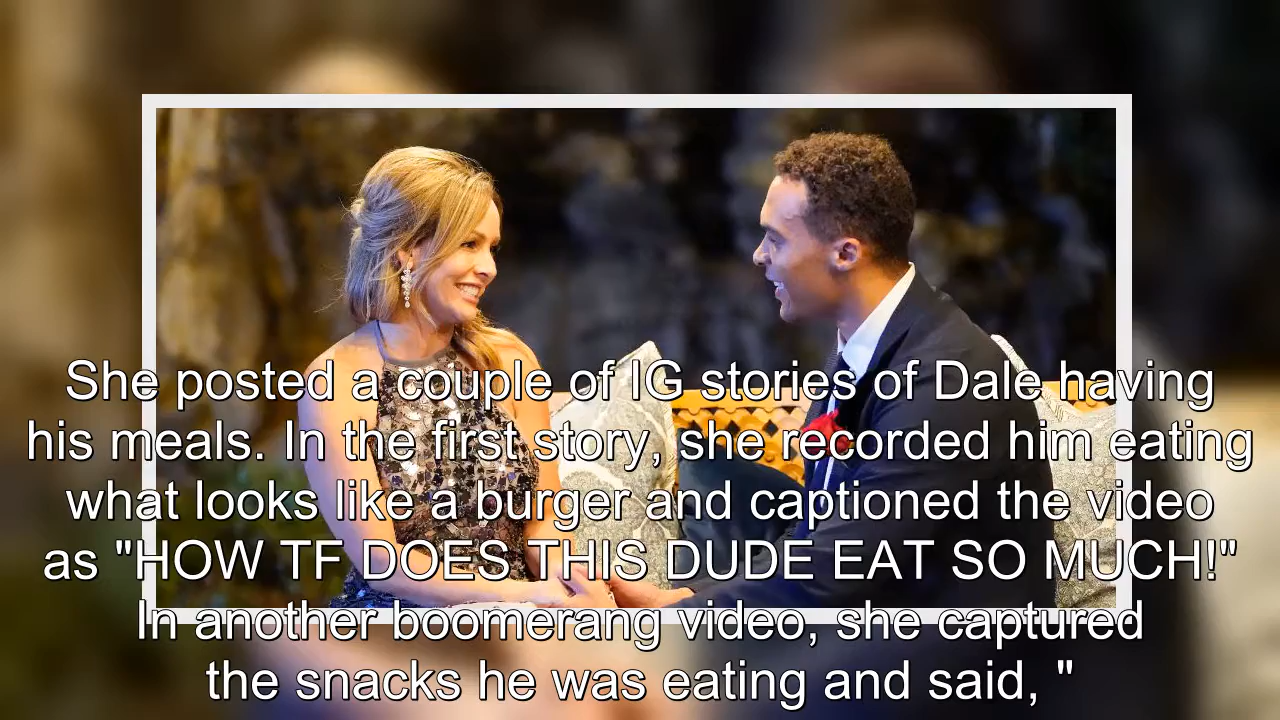 She posted a couple of IG stories of Dale having
his meals. In the first story, she recorded him eating
what looks like a burger and captioned the video
as "HOW TF DOES THIS DUDE EAT SO MUCH!"
In another boomerang video, she captured
the snacks he was eating and said, "